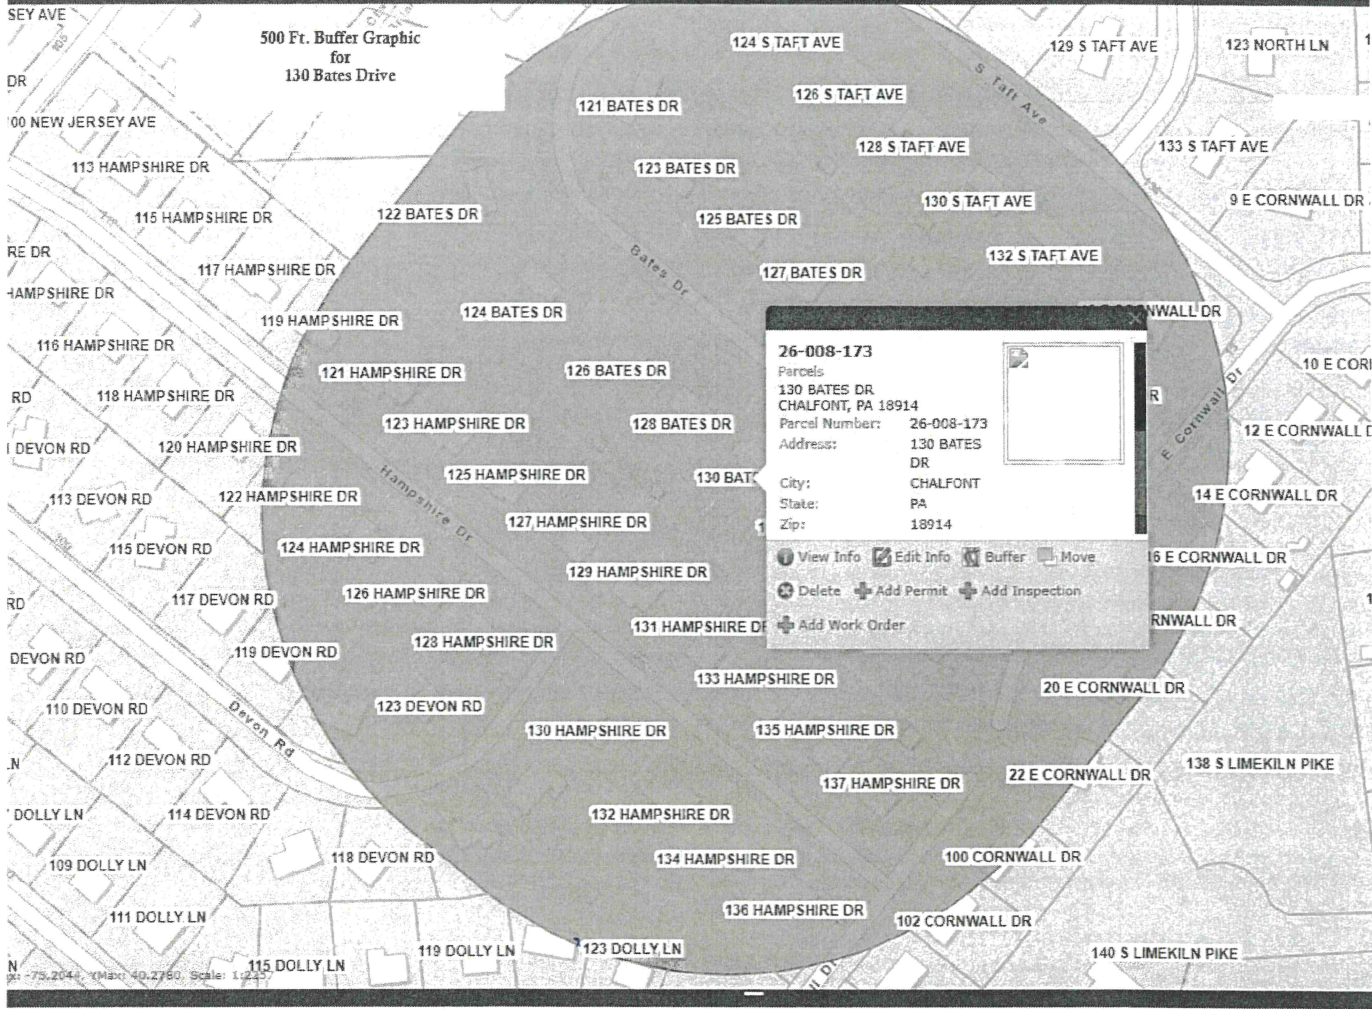 SEY AVE
500 Ft. Buffer Graphic
for
130 Bates Drive
124 S TAFT AVE
129 S TAFT AVE
123 NORTH LN
DR
S Taft Ave
126 S TAFT AVE
121 BATES DR
00 NEW JERSEY AVE
128 S TAFT AVE
133 S TAFT AVE
113 HAMPSHIRE DR
123 BATES DR
130 S TAFT AVE
9 E CORNWALL DR
115 HAMPSHIRE DR
122 BATES DR
125 BATES DR
RE DR
Bates Dr
132 S TAFT AVE
117 HAMPSHIRE DR
127 BATES DR
HAMPSHIRE DR
119 HAMPSHIRE DR
124 BATES DR
NWALL DR
116 HAMPSHIRE DR
26-008-173
Parcels
130 BATES DR
CHALFONT, PA 18914
Parcel Number: 26-008-173
Address: 130 BATES
DR
City: CHALFONT
State: PA
Zip: 18914
View Info Edit Info Buffer Move
Delete Add Permit Add Inspection
Add Work Order
121 HAMPSHIRE DR
126 BATES DR
10 E CORI
RD
118 HAMPSHIRE DR
R
E Cornwall Dr
123 HAMPSHIRE DR
128 BATES DR
12 E CORNWALL D
DEVON RD
120 HAMPSHIRE DR
125 HAMPSHIRE DR
130 BAT
Hampshire Dr
113 DEVON RD
122 HAMPSHIRE DR
14 E CORNWALL DR
127 HAMPSHIRE DR
115 DEVON RD
124 HAMPSHIRE DR
16 E CORNWALL DR
129 HAMPSHIRE DR
RD
117 DEVON RD
126 HAMPSHIRE DR
131 HAMPSHIRE DR
RNWALL DR
128 HAMPSHIRE DR
DEVON RD
119 DEVON RD
133 HAMPSHIRE DR
20 E CORNWALL DR
110 DEVON RD
Devon Rd
123 DEVON RD
130 HAMPSHIRE DR
135 HAMPSHIRE DR
LN
112 DEVON RD
138 S LIMEKILN PIKE
137 HAMPSHIRE DR
22 E CORNWALL DR
DOLLY LN
114 DEVON RD
132 HAMPSHIRE DR
109 DOLLY LN
118 DEVON RD
134 HAMPSHIRE DR
100 CORNWALL DR
111 DOLLY LN
136 HAMPSHIRE DR
102 CORNWALL DR
119 DOLLY LN
123 DOLLY LN
140 S LIMEKILN PIKE
N
115 DOLLY LN
-75.2044, YMax: 40.2780, Scale: 1:2257